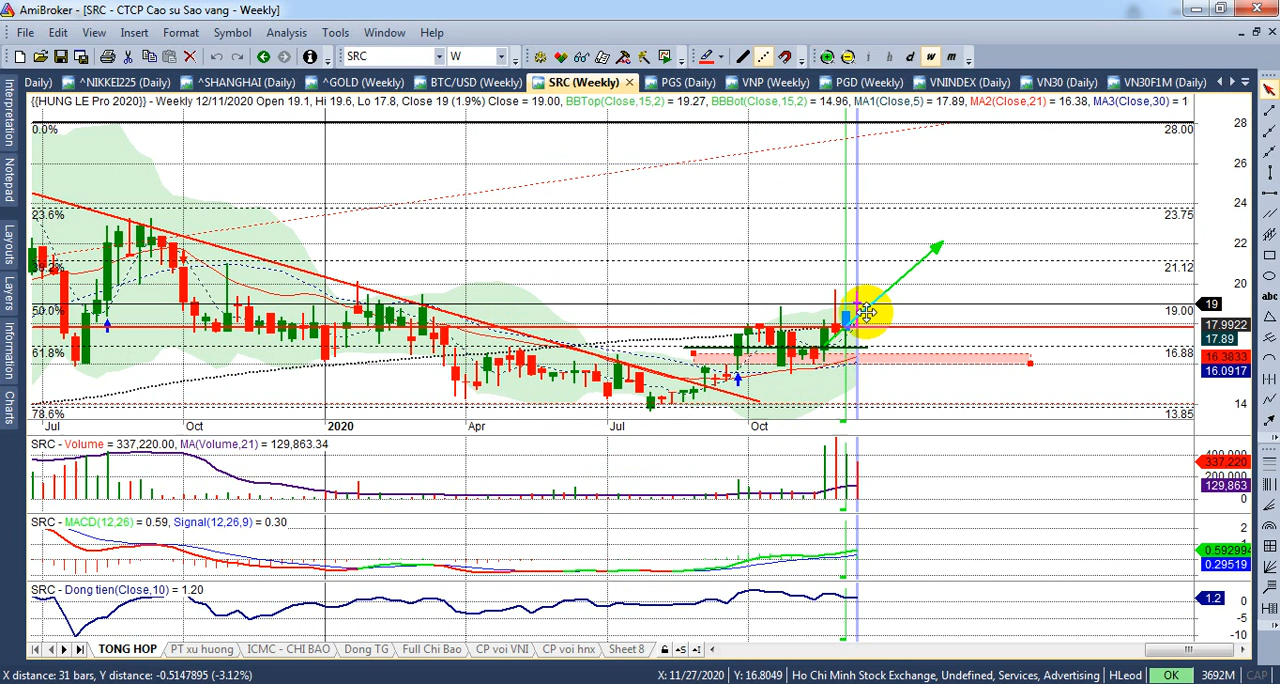 AmiBroker - [SRC - CTCP Cao su Sao vang - Weekly]
File Edit View Insert Format Symbol Analysis Tools Window Help
SRC W i h d w m
Daily) ^NIKKEI225 (Daily) ^SHANGHAI (Daily) ^GOLD (Weekly) BTC/USD (Weekly) SRC (Weekly) PGS (Daily) VNP (Weekly) PGD (Weekly) VNINDEX (Daily) VN30 (Daily) VN30F1M (Daily)
Interpretation
Notepad
Layouts
Layers
Information
Charts
{{HUNG LE Pro 2020}} - Weekly 12/11/2020 Open 19.1, Hi 19.6, Lo 17.8, Close 19 (1.9%) Close = 19.00, BBTop(Close,15,2) = 19.27, BBBot(Close,15,2) = 14.96, MA1(Close,5) = 17.89, MA2(Close,21) = 16.38, MA3(Close,30) = 1
0.0% 28.00 28
26
24
23.6% 23.75
22
21.12
20
50.0% 19.00 19
17.9922
17.89
61.8% 16.88
16.3833
16.0917
14
78.6% 13.85
Jul Oct 2020 Apr Jul Oct
SRC - Volume = 337,220.00, MA(Volume,21) = 129,863.34
337,220
129,863
0
SRC - MACD(12,26) = 0.59, Signal(12,26,9) = 0.30
2
0.592994
0.29519
SRC - Dong tien(Close,10) = 1.20
1.2 0
-5
-10
TONG HOP PT xu huong ICMC - CHI BAO Dong TG Full Chi Bao CP voi VNI CP voi hnx Sheet 8
X distance: 31 bars, Y distance: -0.5147895 (-3.12%) X: 11/27/2020 Y: 16.8049 Ho Chi Minh Stock Exchange, Undefined, Services, Advertising HLeod OK 3692M CAP
abc